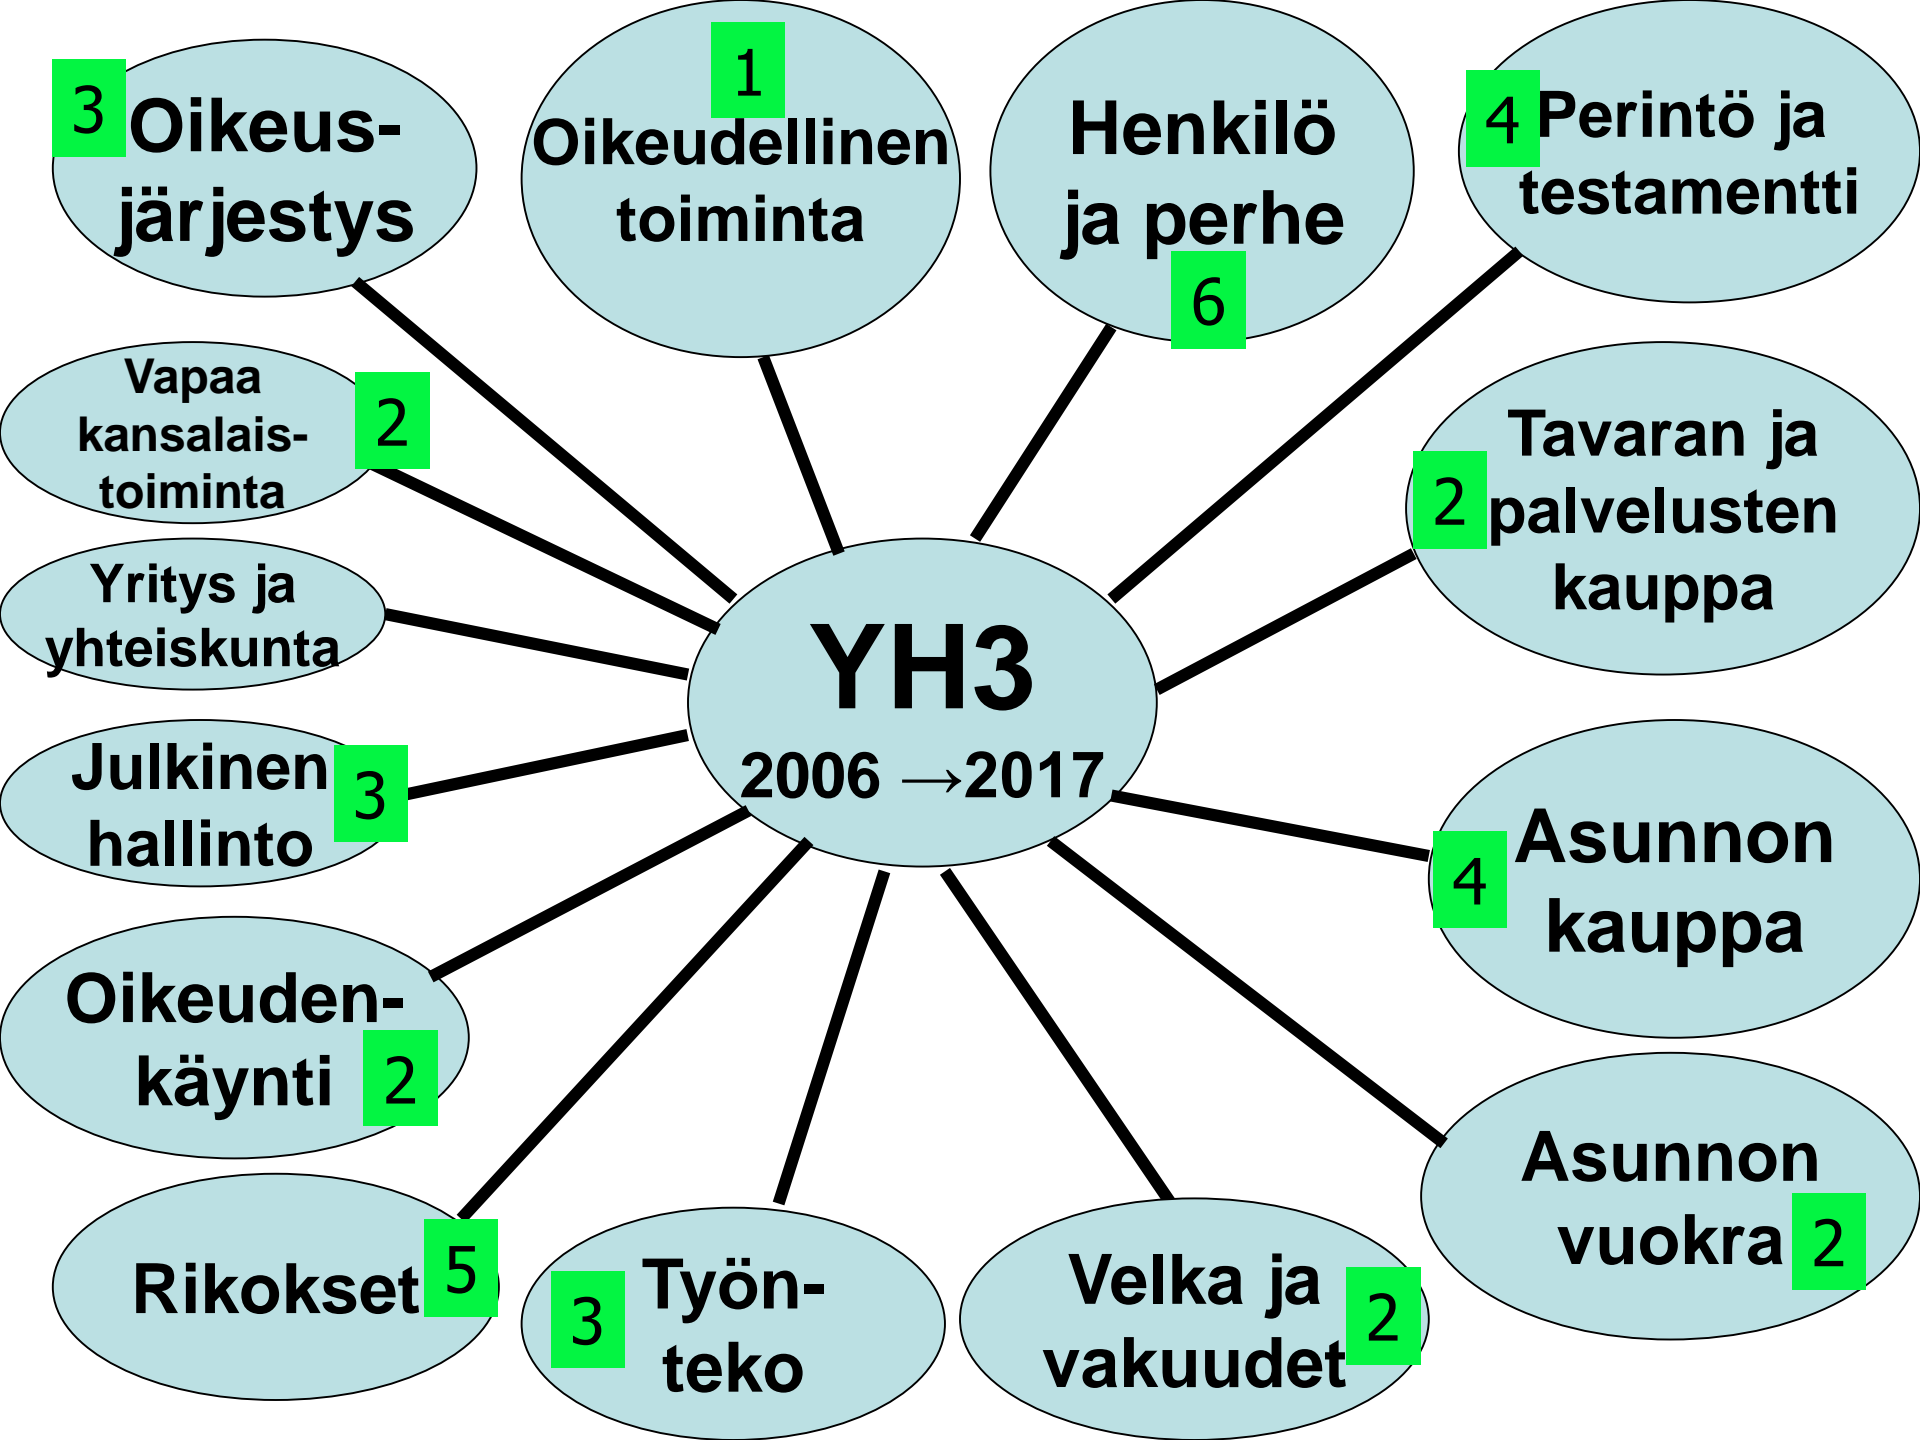 3
Oikeus-
järjestys
1
Oikeudellinen
toiminta
Henkilö
ja perhe
6
4
Perintö ja
testamentti
Vapaa
kansalais-
toiminta
2
Tavaran ja
2
palvelusten
kauppa
Yritys ja
yhteiskunta
YH3
2006 →2017
Julkinen
hallinto
3
4
Asunnon
kauppa
Oikeuden-
käynti
2
Asunnon
vuokra
2
Rikokset
5
3
Työn-
teko
Velka ja
vakuudet
2